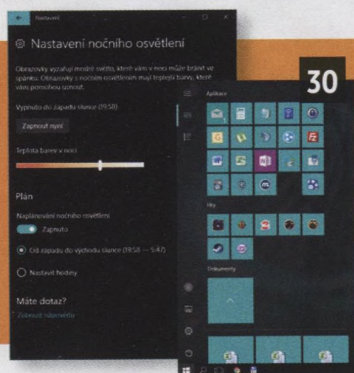 Nastavení
Nastavení nočního osvětlení
Obrazovky vyzařují modré světlo, které vám v noci může bránit ve
spánku. Obrazovky s nočním osvětlením mají teplejší barvy, které
vám pomohou usnout.
Vypnuto do západu slunce (19:58)
Zapnout nyní
Teplota barev v noci
Plán
Naplánování nočního osvětlení
Zapnuto
Od západu do východu slunce (19:58 – 5:47)
Nastavit hodiny
Máte dotaz?
Zobrazit nápovědu
30
Aplikace
Hry
Dokumenty